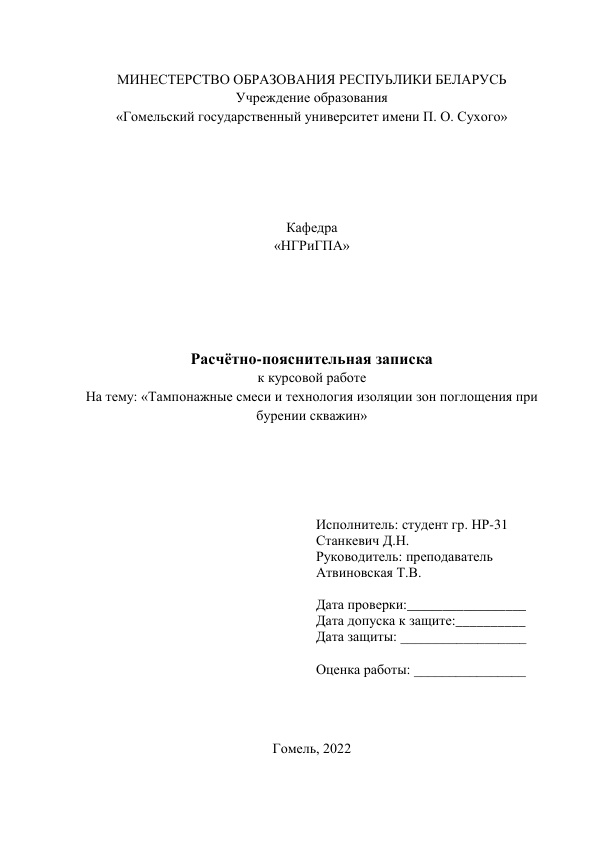 МИНЕСТЕРСТВО ОБРАЗОВАНИЯ РЕСПУЬЛИКИ БЕЛАРУСЬ
Учреждение образования
«Гомельский государственный университет имени П. О. Сухого»
Кафедра
«НГРиГПА»
Расчётно-пояснительная записка
к курсовой работе
На тему: «Тампонажные смеси и технология изоляции зон поглощения при
бурении скважин»
Исполнитель: студент гр. НР-31
Станкевич Д.Н.
Руководитель: преподаватель
Атвиновская Т.В.
Дата проверки:_________________
Дата допуска к защите:__________
Дата защиты: __________________
Оценка работы: ________________
Гомель, 2022